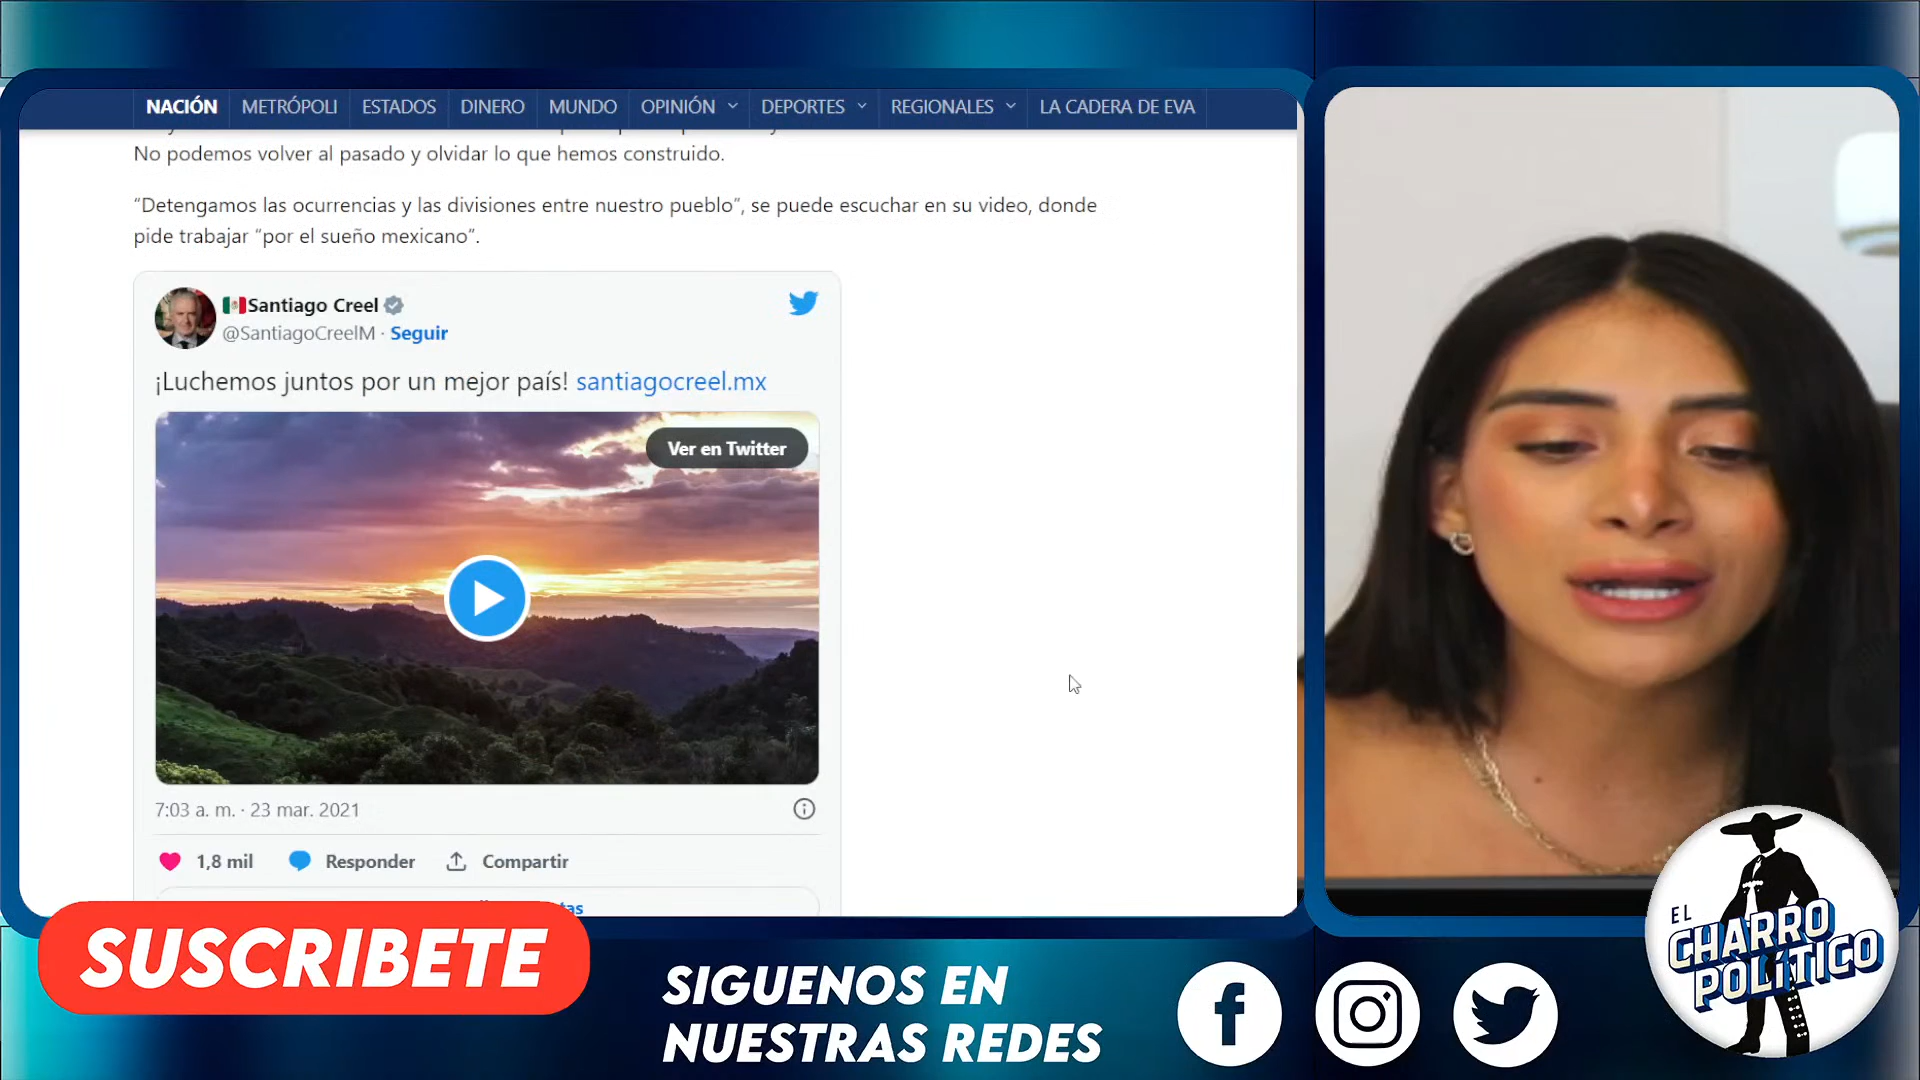 NACIÓN METRÓPOLI ESTADOS DINERO MUNDO OPINIÓN DEPORTES REGIONALES LA CADERA DE EVA
No podemos volver al pasado y olvidar lo que hemos construido.
“Detengamos las ocurrencias y las divisiones entre nuestro pueblo”, se puede escuchar en su video, donde
pide trabajar “por el sueño mexicano”.
Santiago Creel
@SantiagoCreelM · Seguir
¡Luchemos juntos por un mejor país! santiagocreel.mx
Ver en Twitter
7:03 a. m. · 23 mar. 2021
1,8 mil Responder Compartir
SUSCRIBETE
SIGUENOS EN
NUESTRAS REDES
EL
CHARRO
POLÍTICO